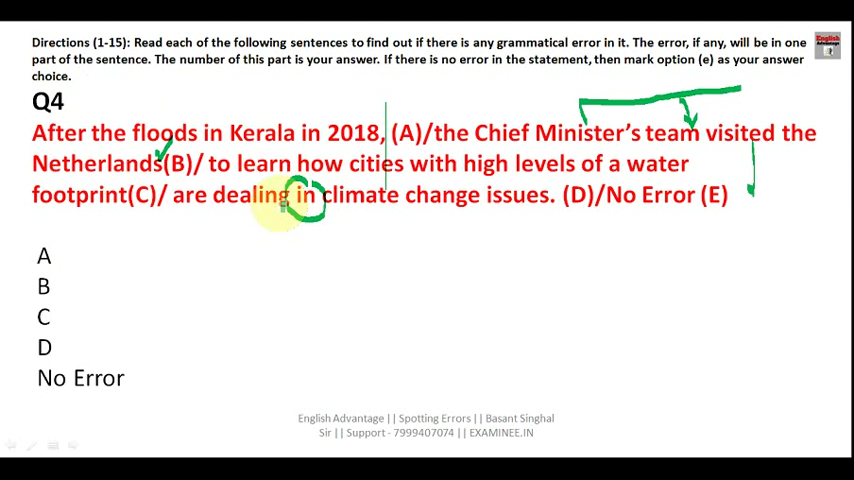 Directions (1-15): Read each of the following sentences to find out if there is any grammatical error in it. The error, if any, will be in one
part of the sentence. The number of this part is your answer. If there is no error in the statement, then mark option (e) as your answer
choice.
English
Advantage
Q4
After the floods in Kerala in 2018, (A)/the Chief Minister's team visited the
Netherlands(B)/ to learn how cities with high levels of a water
footprint(C)/ are dealing in climate change issues. (D)/No Error (E)
A
B
C
D
No Error
English Advantage || Spotting Errors || Basant Singhal
Sir || Support - 7999407074 || EXAMINEE.IN